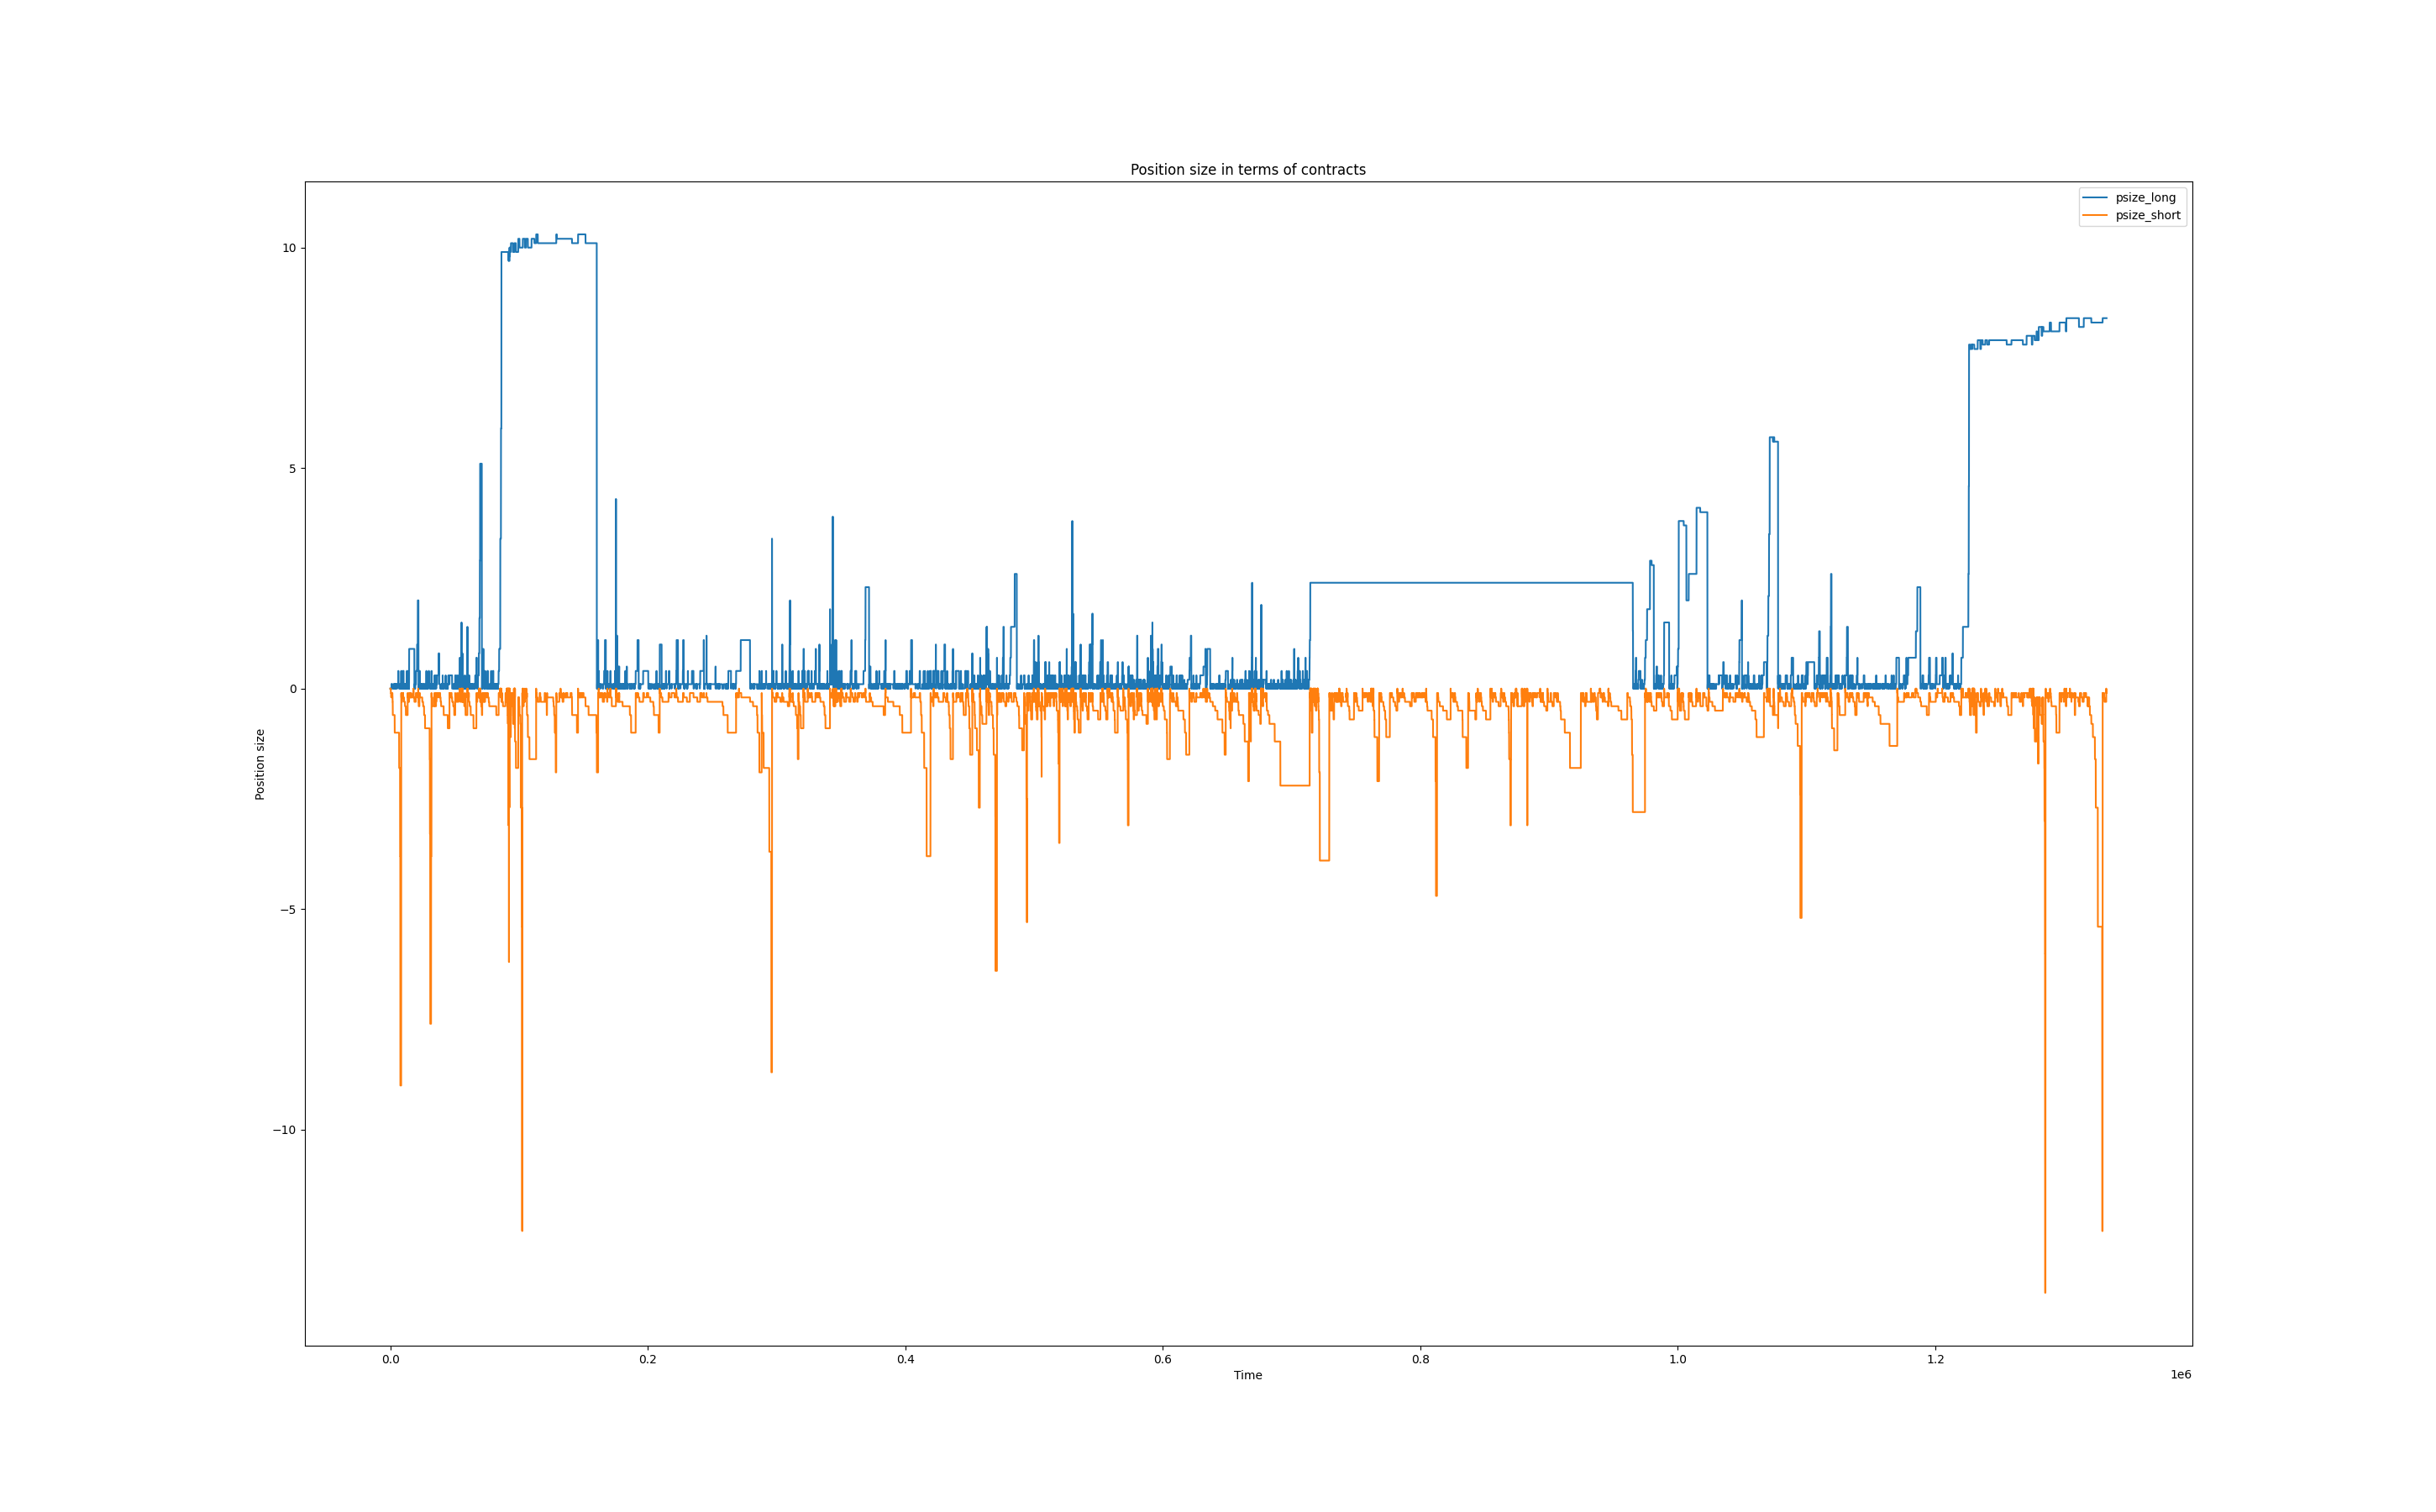 Position size in terms of contracts
psize_long
psize_short
10
5
0
−5
−10
Position size
0.0
0.2
0.4
0.6
0.8
1.0
1.2
1e6
Time